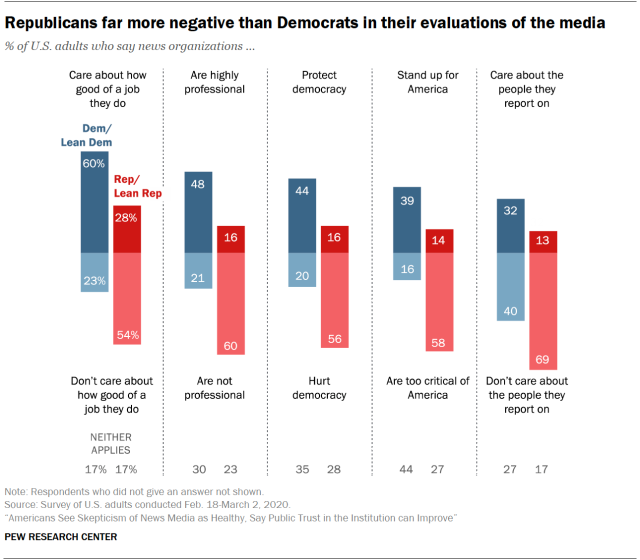 Republicans far more negative than Democrats in their evaluations of the media
% of U.S. adults who say news organizations ...
Care about how
good of a job
they do
Are highly
professional
Protect
democracy
Stand up for
America
Care about the
people they
report on
Dem/
Lean Dem
Rep/
Lean Rep
60%
28%
48
16
44
16
39
14
32
13
23%
54%
21
60
20
56
16
58
40
69
Don't care about
how good of a
job they do
Are not
professional
Hurt
democracy
Are too critical of
America
Don't care about
the people they
report on
NEITHER
APPLIES
17% 17% 30 23 35 28 44 27 27 17
Note: Respondents who did not give an answer not shown.
Source: Survey of U.S. adults conducted Feb. 18-March 2, 2020.
“Americans See Skepticism of News Media as Healthy, Say Public Trust in the Institution can Improve”
PEW RESEARCH CENTER